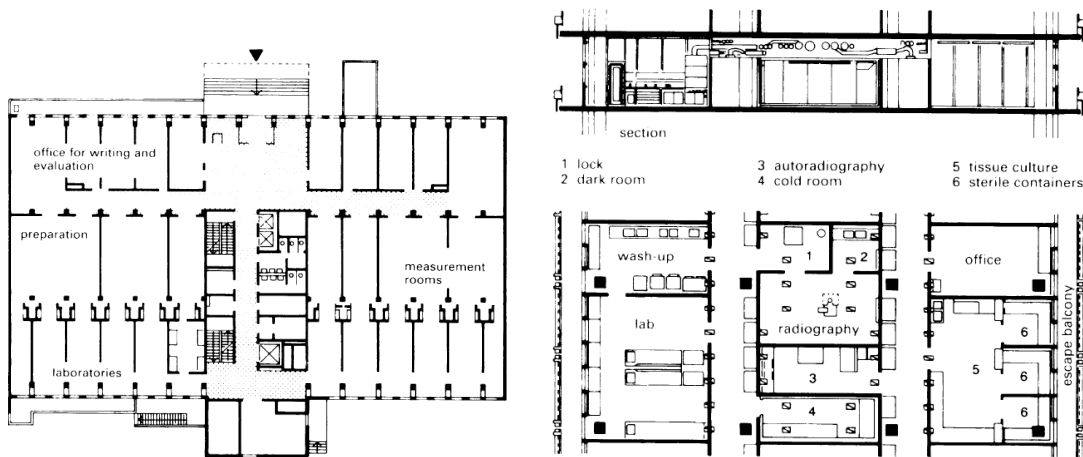 office for writing and
evaluation
preparation
measurement
rooms
laboratories
section
1 lock
2 dark room
3 autoradiography
4 cold room
5 tissue culture
6 sterile containers
wash-up
1
2
office
lab
radiography
6
3
5
6
4
6
escape balcony